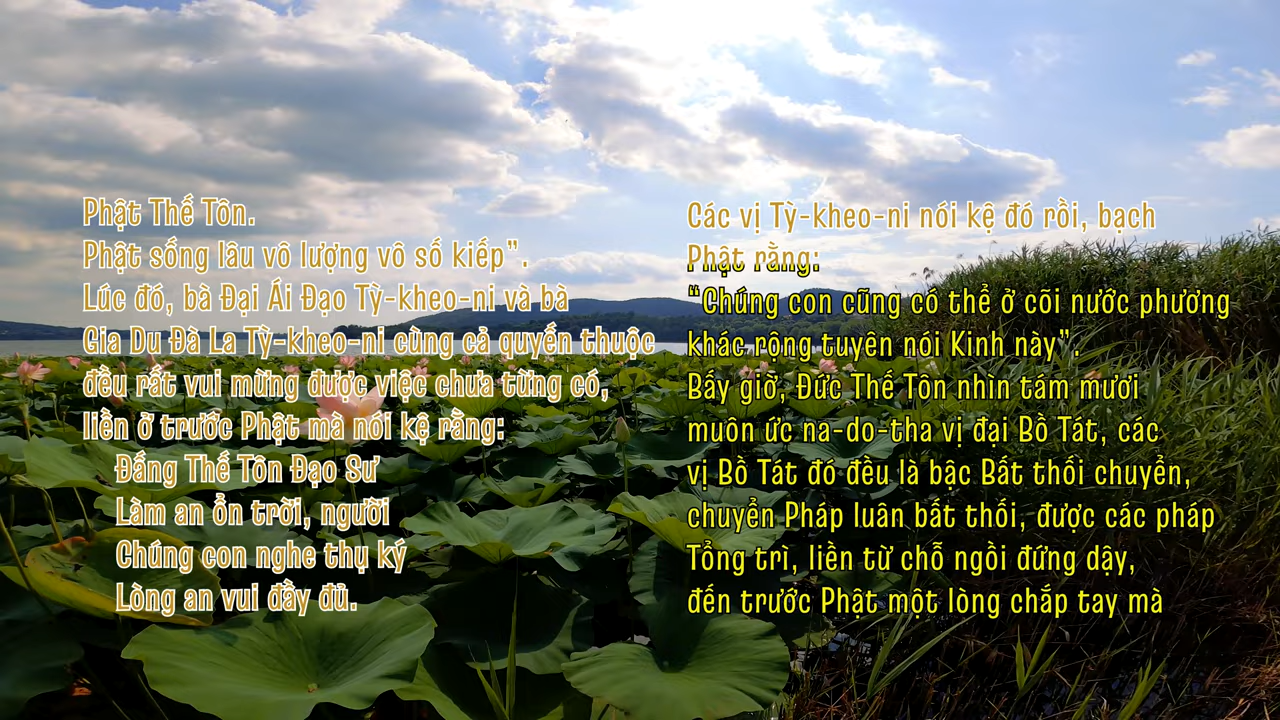 Phật Thế Tôn.
Phật sống lâu vô lượng vô số kiếp”.
Lúc đó, bà Đại Ái Đạo Tỳ-kheo-ni và bà
Gia Du Đà La Tỳ-kheo-ni cùng cả quyến thuộc
đều rất vui mừng được việc chưa từng có,
liền ở trước Phật mà nói kệ rằng:
Đấng Thế Tôn Đạo Sư
Làm an ổn trời, người
Chúng con nghe thụ ký
Lòng an vui đầy đủ.
Các vị Tỳ-kheo-ni nói kệ đó rồi, bạch
Phật rằng:
“Chúng con cũng có thể ở cõi nước phương
khác rộng tuyên nói Kinh này”.
Bấy giờ, Đức Thế Tôn nhìn tám mươi
muôn ức na-do-tha vị đại Bồ Tát, các
vị Bồ Tát đó đều là bậc Bất thối chuyển,
chuyển Pháp luân bất thối, được các pháp
Tổng trì, liền từ chỗ ngồi đứng dậy,
đến trước Phật một lòng chắp tay mà